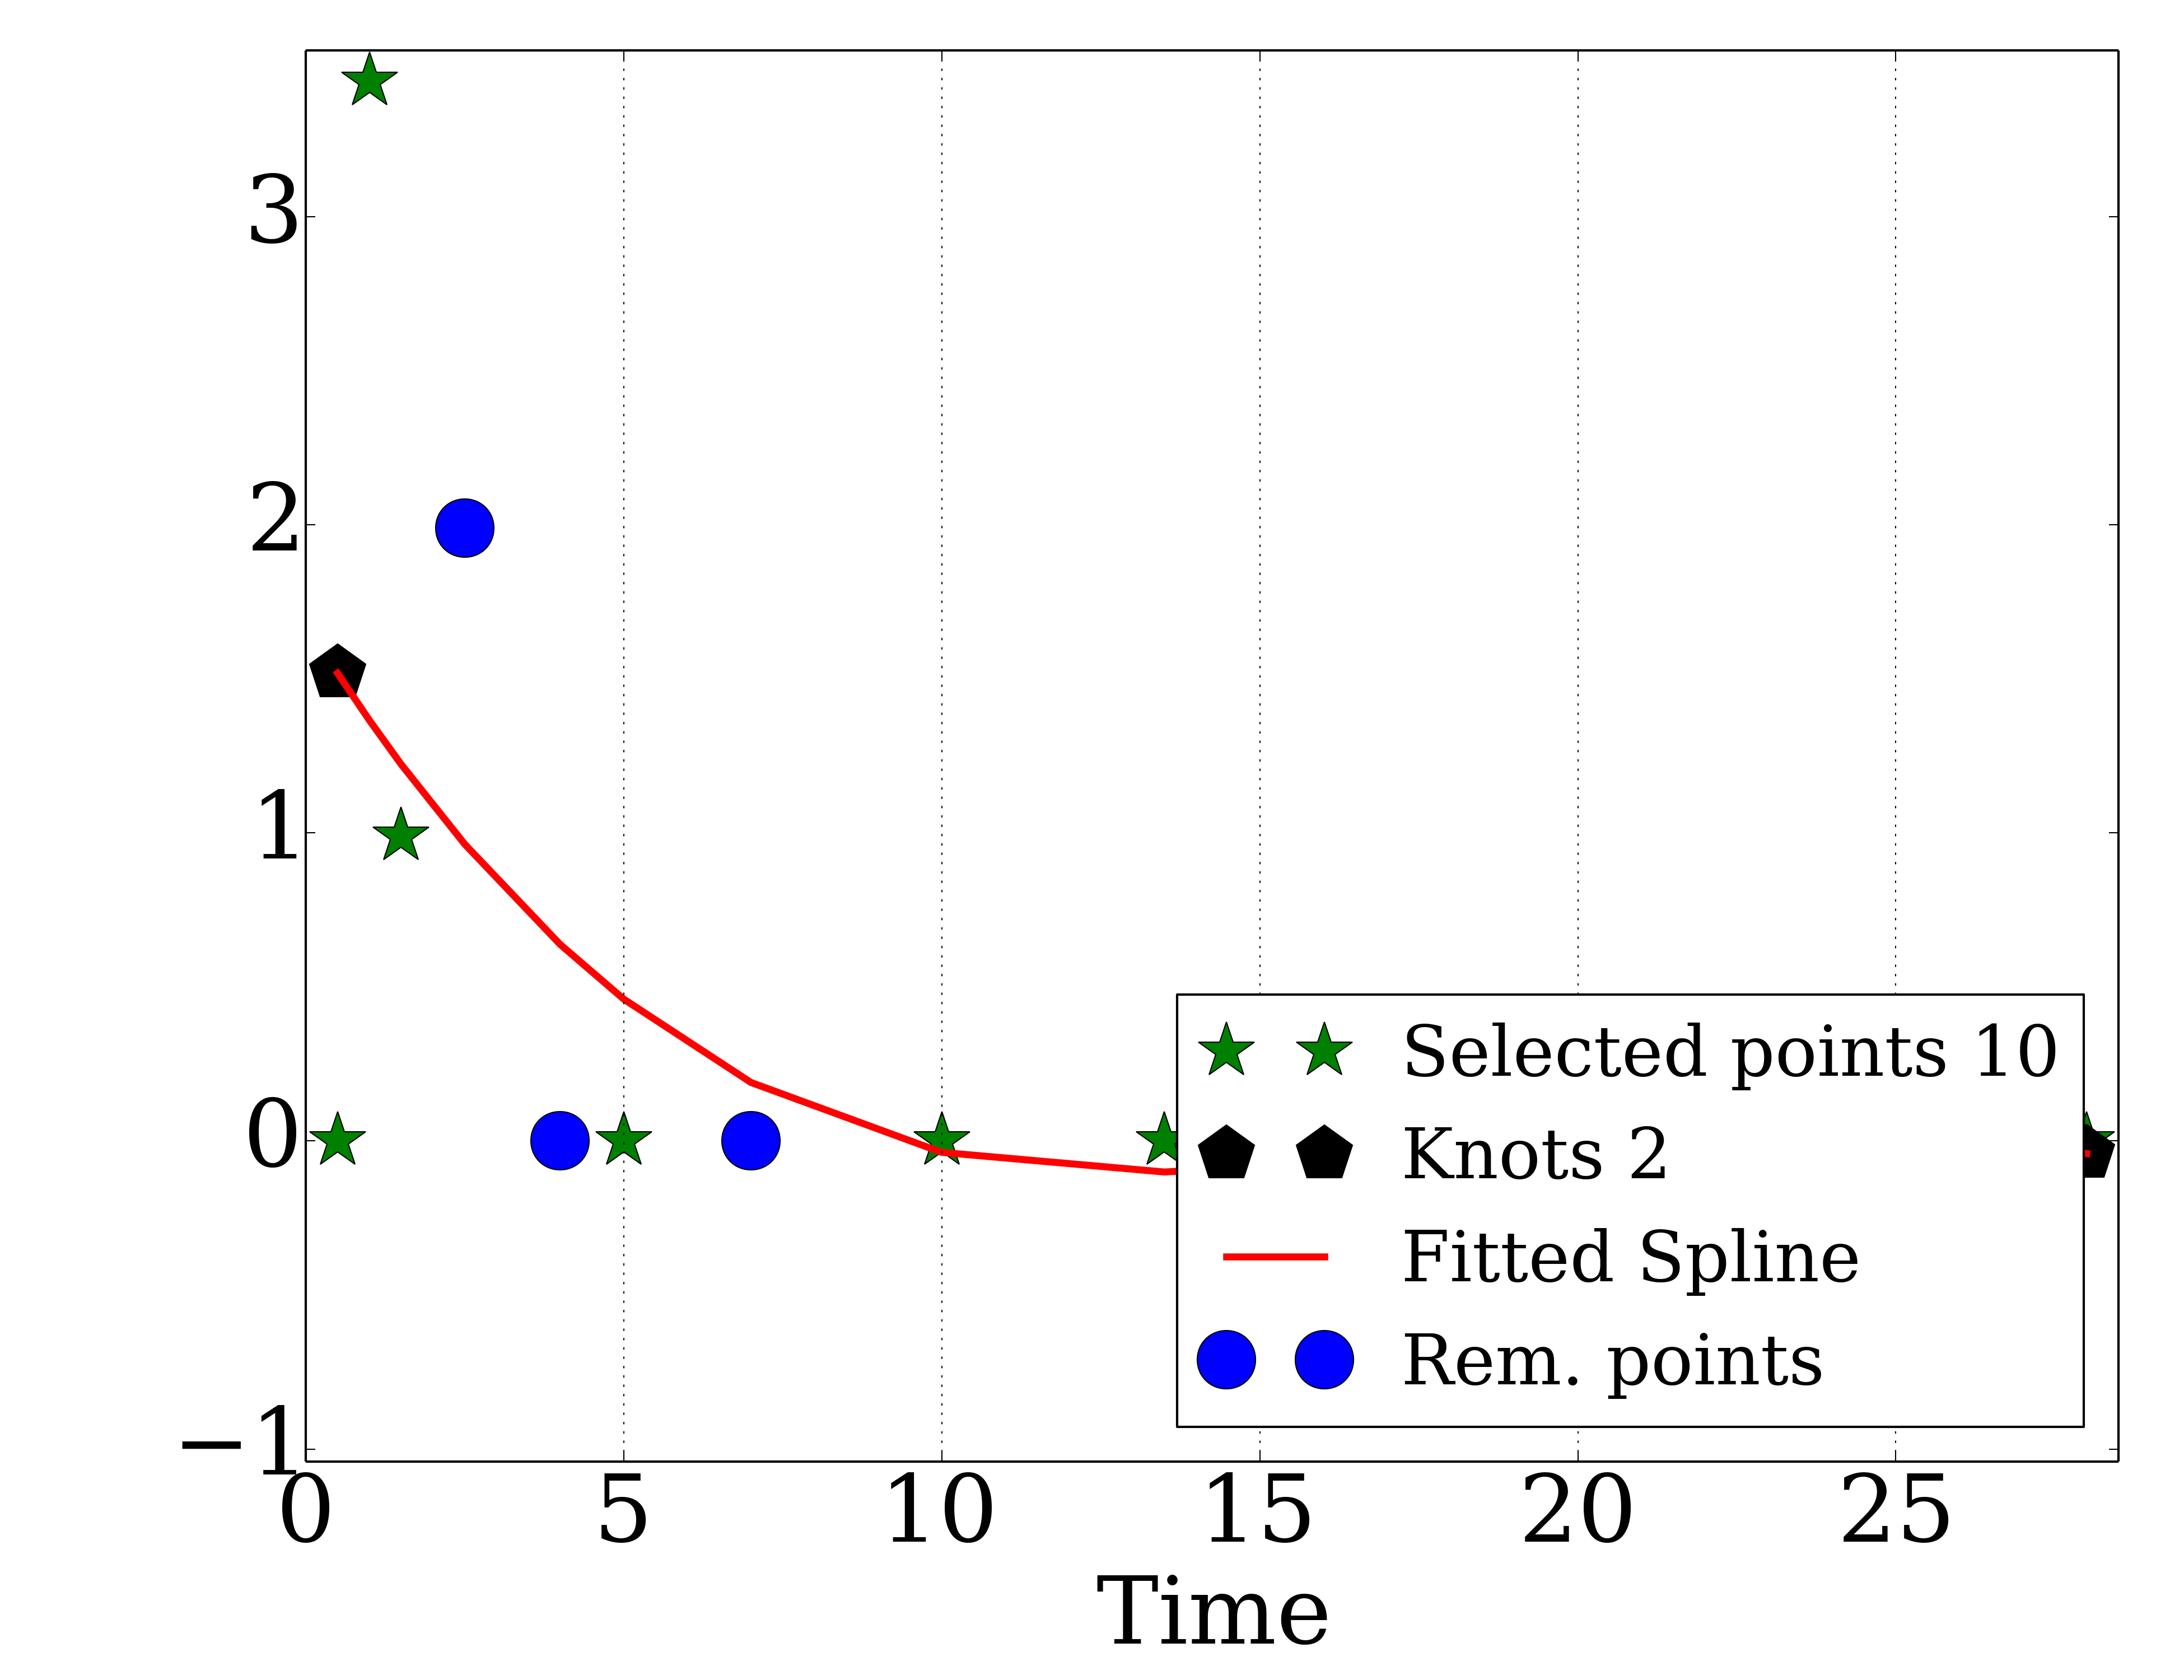 3
2
1
0
−1
Selected points 10
Knots 2
Fitted Spline
Rem. points
0 5 10 15 20 25
Time